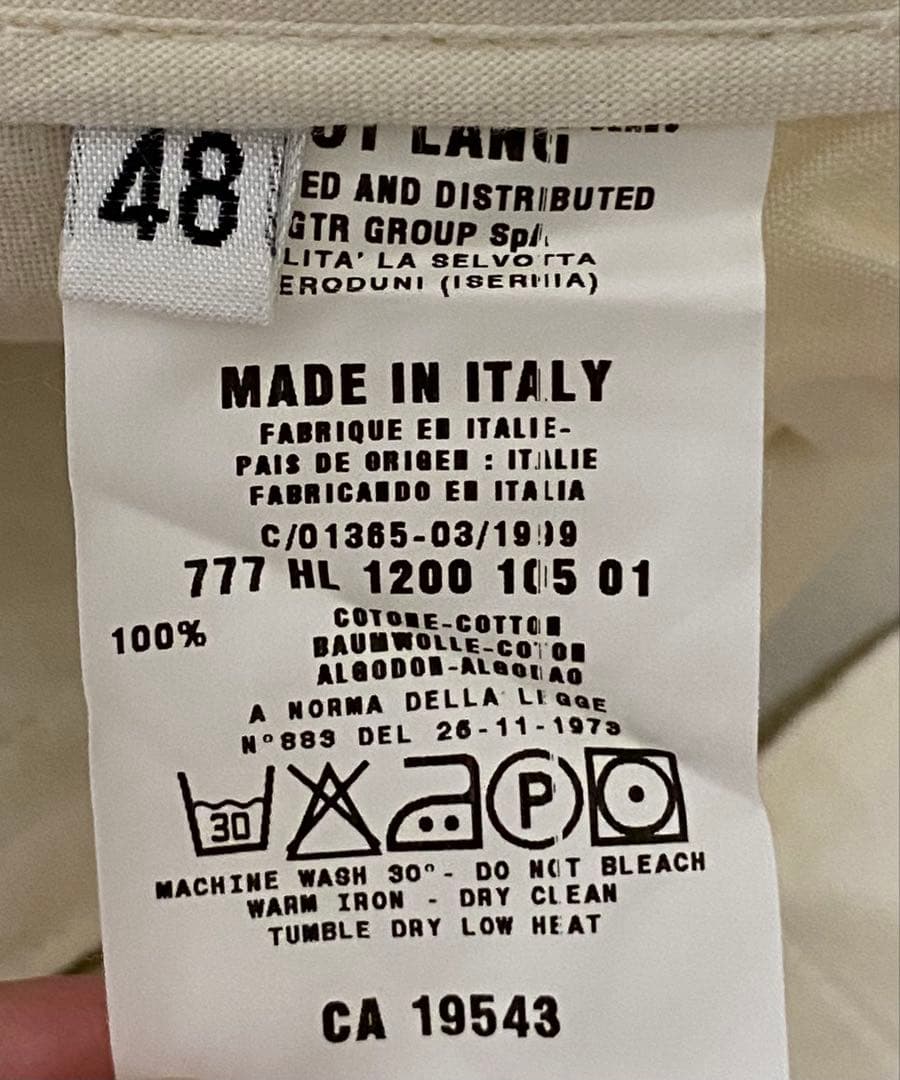 48
LANG JEANS
ED AND DISTRIBUTED
GTR GROUP SpA
LITA' LA SELVOTTA
ERODUNI (ISERNIA)
MADE IN ITALY
FABRIQUE EN ITALIE-
PAIS DE ORIGEN : ITALIE
FABRICANDO EN ITALIA
C/01365-03/1999
777 HL 1200 105 01
100%
COTONE-COTTON
BAUMWOLLE-COTON
ALGODON-ALGODAO
A NORMA DELLA LEGGE
N°883 DEL 26-11-1973
30 P
MACHINE WASH 30° - DO NOT BLEACH
WARM IRON - DRY CLEAN
TUMBLE DRY LOW HEAT
CA 19543